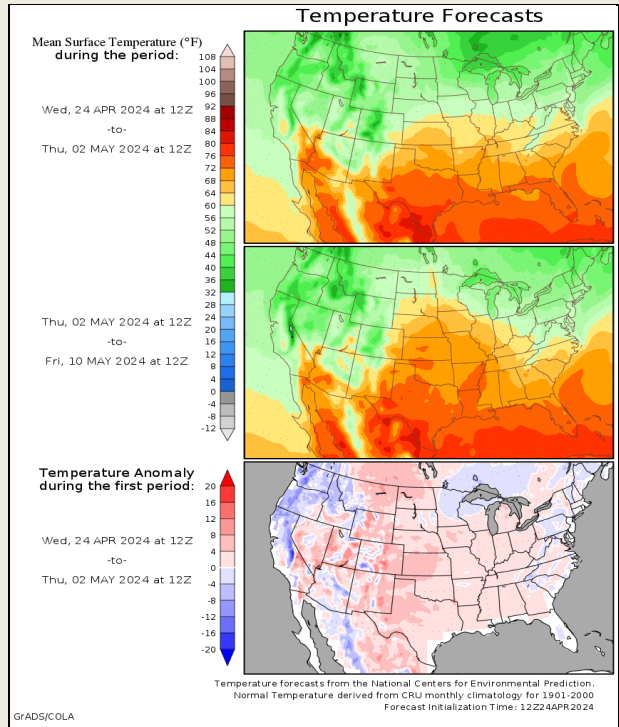 Temperature Forecasts
Mean Surface Temperature (°F)
during the period:
108
104
100
96
92
88
84
80
76
72
68
64
60
56
52
48
44
40
36
32
28
24
20
16
12
8
4
0
-4
-8
-12
Wed, 24 APR 2024 at 12Z
-to-
Thu, 02 MAY 2024 at 12Z
Thu, 02 MAY 2024 at 12Z
-to-
Fri, 10 MAY 2024 at 12Z
Temperature Anomaly
during the first period:
20
16
12
8
4
0
-4
-8
-12
-16
-20
Wed, 24 APR 2024 at 12Z
-to-
Thu, 02 MAY 2024 at 12Z
Temperature forecasts from the National Centers for Environmental Prediction.
Normal Temperature derived from CRU monthly climatology for 1901-2000
Forecast Initialization Time: 12Z24APR2024
GrADS/COLA